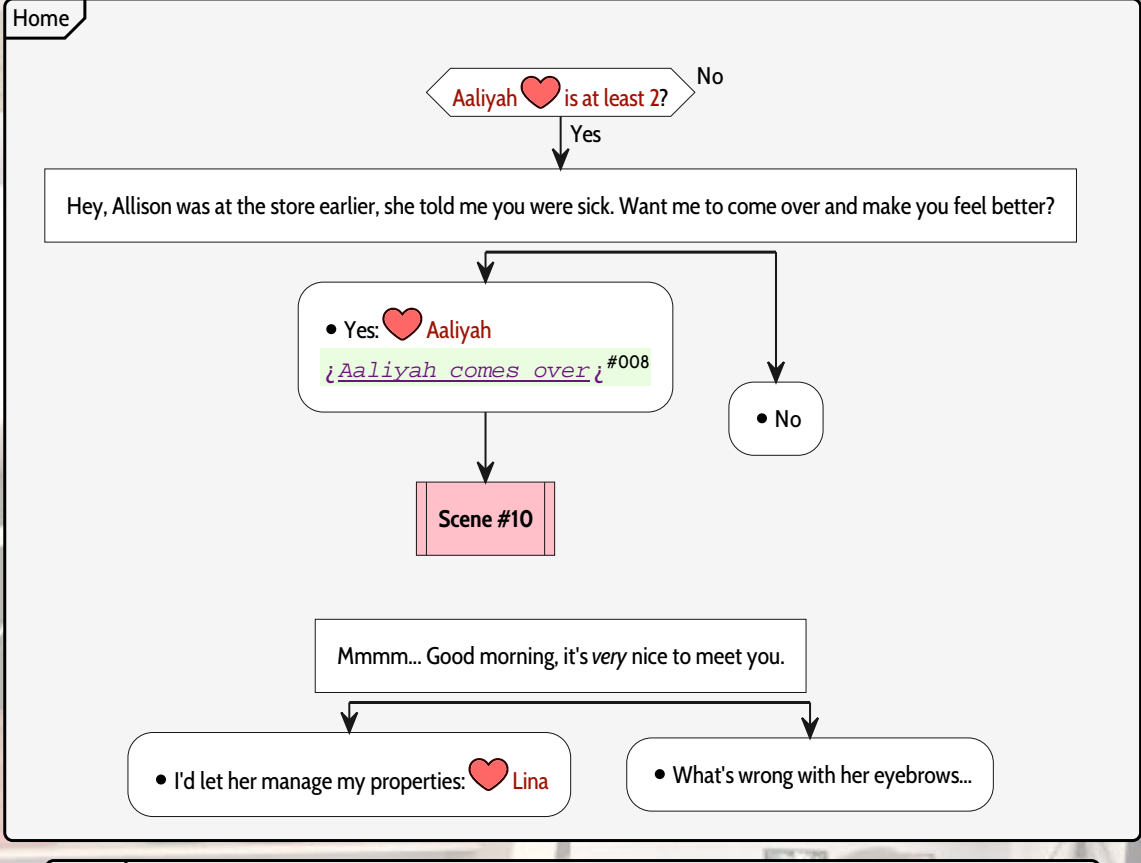 Home
Aaliyah ❤ is at least 2?
No
Yes
Hey, Allison was at the store earlier, she told me you were sick. Want me to come over and make you feel better?
• Yes: ❤ Aaliyah
¿Aaliyah comes over¿#008
• No
Scene #10
Mmmm... Good morning, it's very nice to meet you.
• I'd let her manage my properties: ❤ Lina
• What's wrong with her eyebrows...